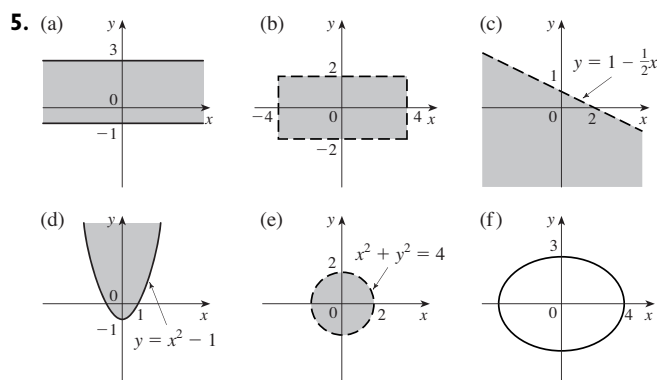 5. (a) y 3 0 x −1
(b) y 2 −4 0 4 x −2
(c) y 1 y = 1 − ½x 0 2 x
(d) y 0 1 x −1 y = x² − 1
(e) y 2 x² + y² = 4 0 2 x
(f) y 3 0 4 x